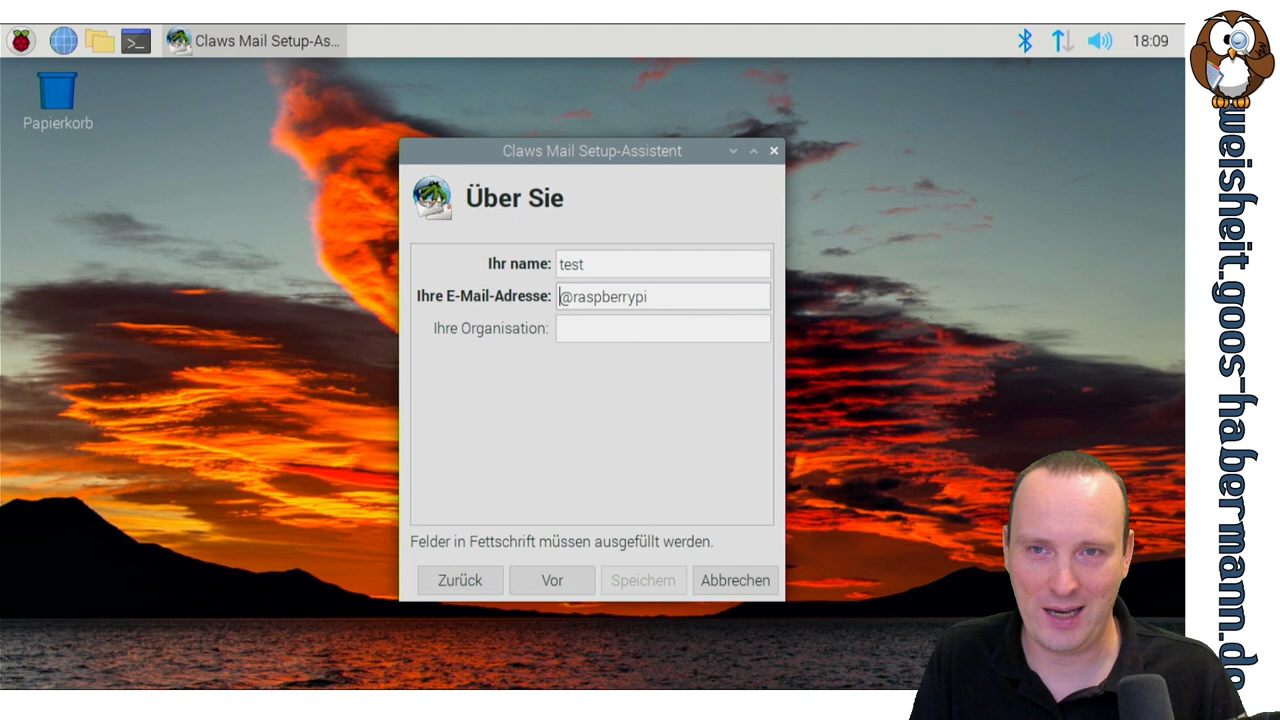 Claws Mail Setup-As...
18:09
Papierkorb
Claws Mail Setup-Assistent
Über Sie
Ihr name: test
Ihre E-Mail-Adresse: @raspberrypi
Ihre Organisation:
Felder in Fettschrift müssen ausgefüllt werden.
Zurück Vor Speichern Abbrechen
weisheit.goos-habermann.de